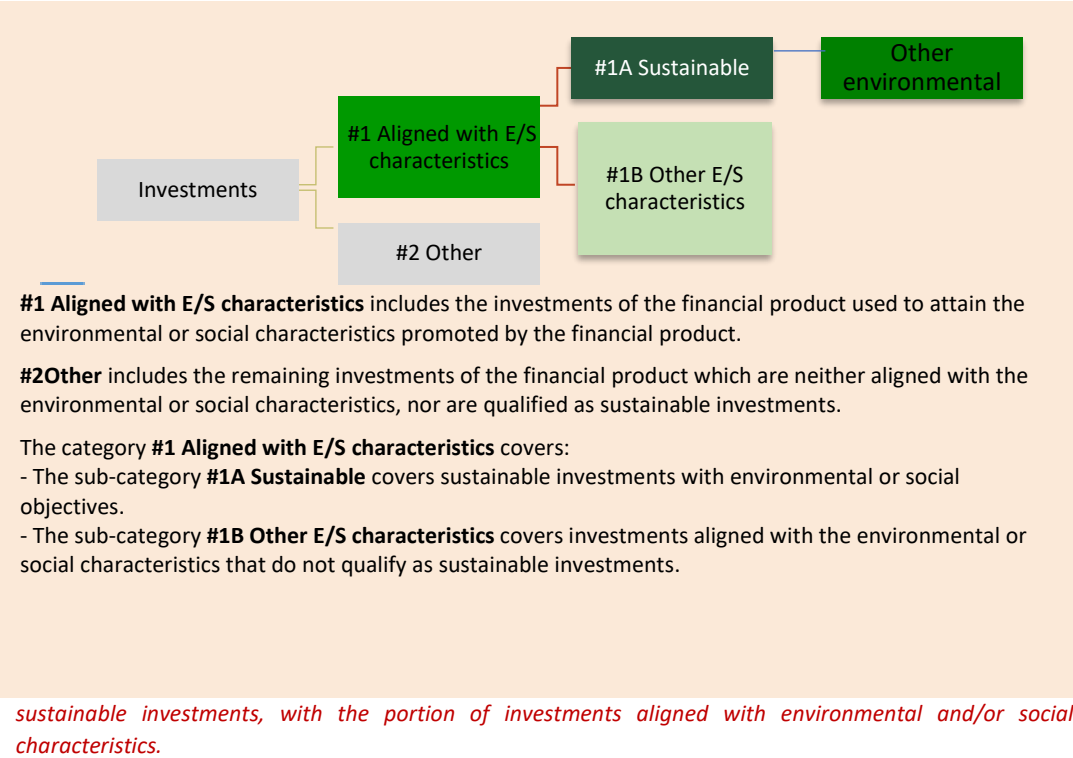 Other
environmental
#1A Sustainable
#1 Aligned with E/S
characteristics
#1B Other E/S
characteristics
Investments
#2 Other
#1 Aligned with E/S characteristics includes the investments of the financial product used to attain the
environmental or social characteristics promoted by the financial product.
#2Other includes the remaining investments of the financial product which are neither aligned with the
environmental or social characteristics, nor are qualified as sustainable investments.
The category #1 Aligned with E/S characteristics covers:
- The sub-category #1A Sustainable covers sustainable investments with environmental or social
objectives.
- The sub-category #1B Other E/S characteristics covers investments aligned with the environmental or
social characteristics that do not qualify as sustainable investments.
sustainable investments, with the portion of investments aligned with environmental and/or social
characteristics.